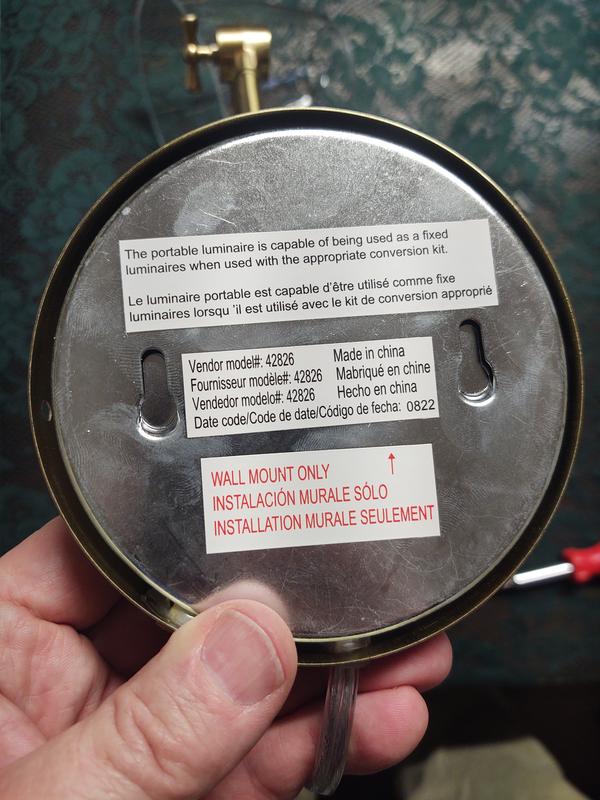 The portable luminaire is capable of being used as a fixed
luminaires when used with the appropriate conversion kit.
Le luminaire portable est capable d'être utilisé comme fixe
luminaires lorsqu 'il est utilisé avec le kit de conversion approprié
Vendor model#: 42826 Made in china
Fournisseur modèle#: 42826 Mabriqué en chine
Vendedor modelo#: 42826 Hecho en china
Date code/Code de date/Código de fecha: 0822
WALL MOUNT ONLY
INSTALACIÓN MURALE SÓLO
INSTALLATION MURALE SEULEMENT